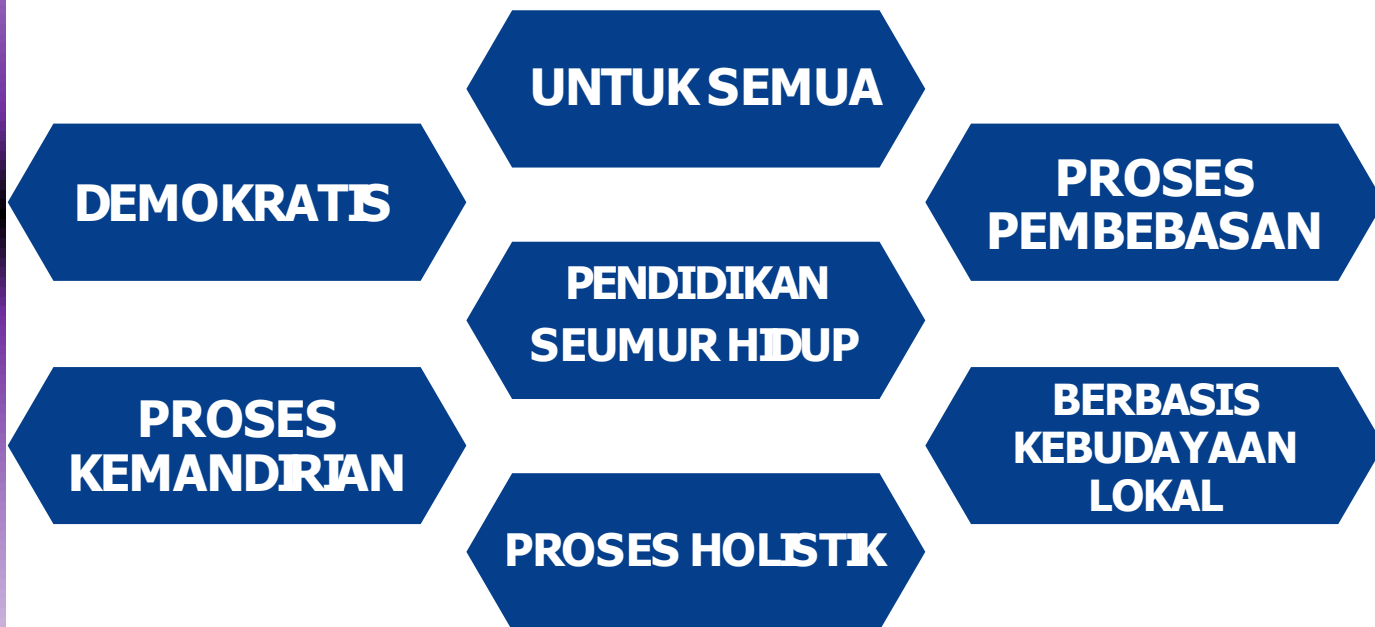 UNTUK SEMUA
DEMOKRATIS
PROSES
PEMBEBASAN
PENDIDIKAN
SEUMUR HIDUP
PROSES
KEMANDIRIAN
BERBASIS
KEBUDAYAAN
LOKAL
PROSES HOLISTIK